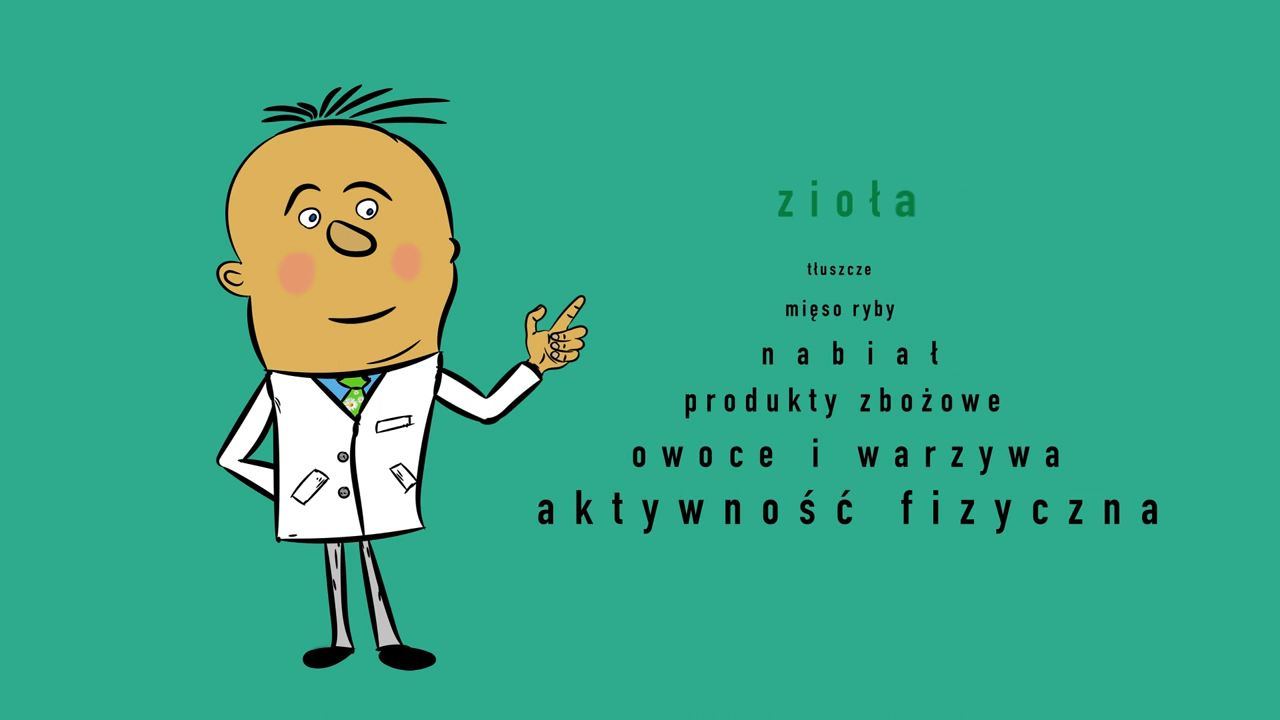 zioła
tłuszcze
mięso ryby
nabiał
produkty zbożowe
owoce i warzywa
aktywność fizyczna